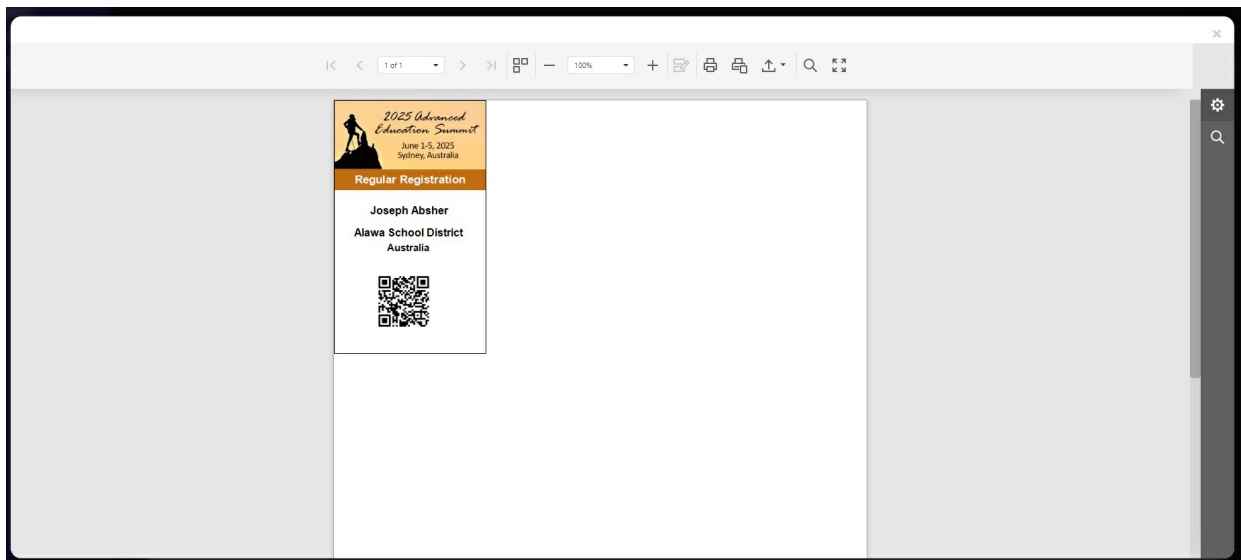 1 of 1
100%
2025 Advanced
Education Summit
June 1-5, 2025
Sydney, Australia
Regular Registration
Joseph Absher
Alawa School District
Australia